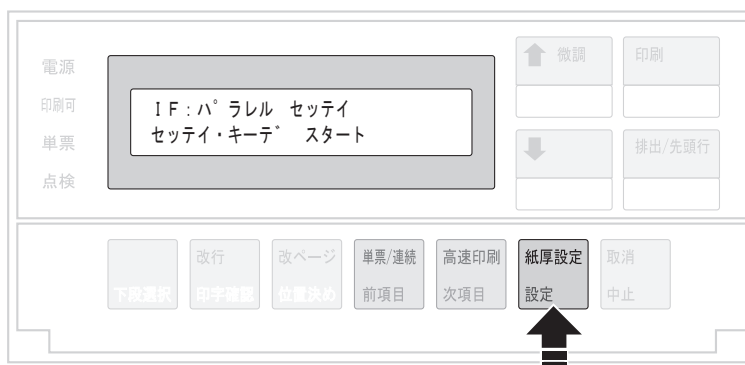 電源
印刷可
単票
点検
IF:パラレル セッテイ
セッテイ・キーデ スタート
微調
印刷
排出/先頭行
下段選択
改行
印字確認
改ページ
位置決め
単票/連続
前項目
高速印刷
次項目
紙厚設定
設定
取消
中止